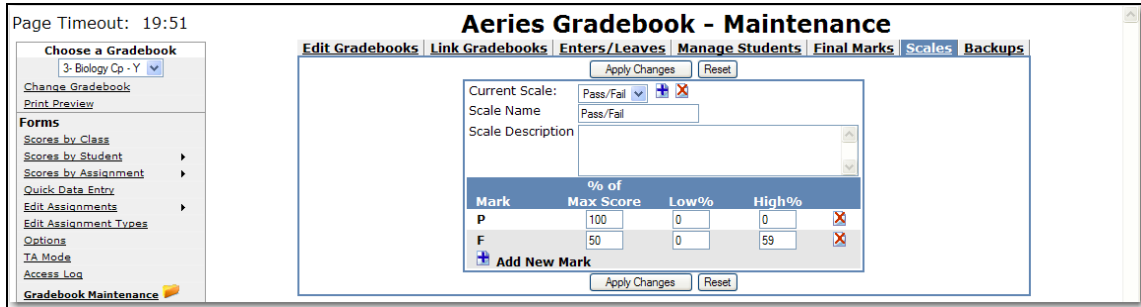 Page Timeout: 19:51
Aeries Gradebook - Maintenance
Choose a Gradebook
3- Biology Cp - Y
Change Gradebook
Print Preview
Forms
Scores by Class
Scores by Student
Scores by Assignment
Quick Data Entry
Edit Assignments
Edit Assignment Types
Options
TA Mode
Access Log
Gradebook Maintenance
Edit Gradebooks Link Gradebooks Enters/Leaves Manage Students Final Marks Scales Backups
Apply Changes Reset
Current Scale: Pass/Fail
Scale Name Pass/Fail
Scale Description
% of
Mark Max Score Low% High%
P 100 0 0
F 50 0 59
Add New Mark
Apply Changes Reset